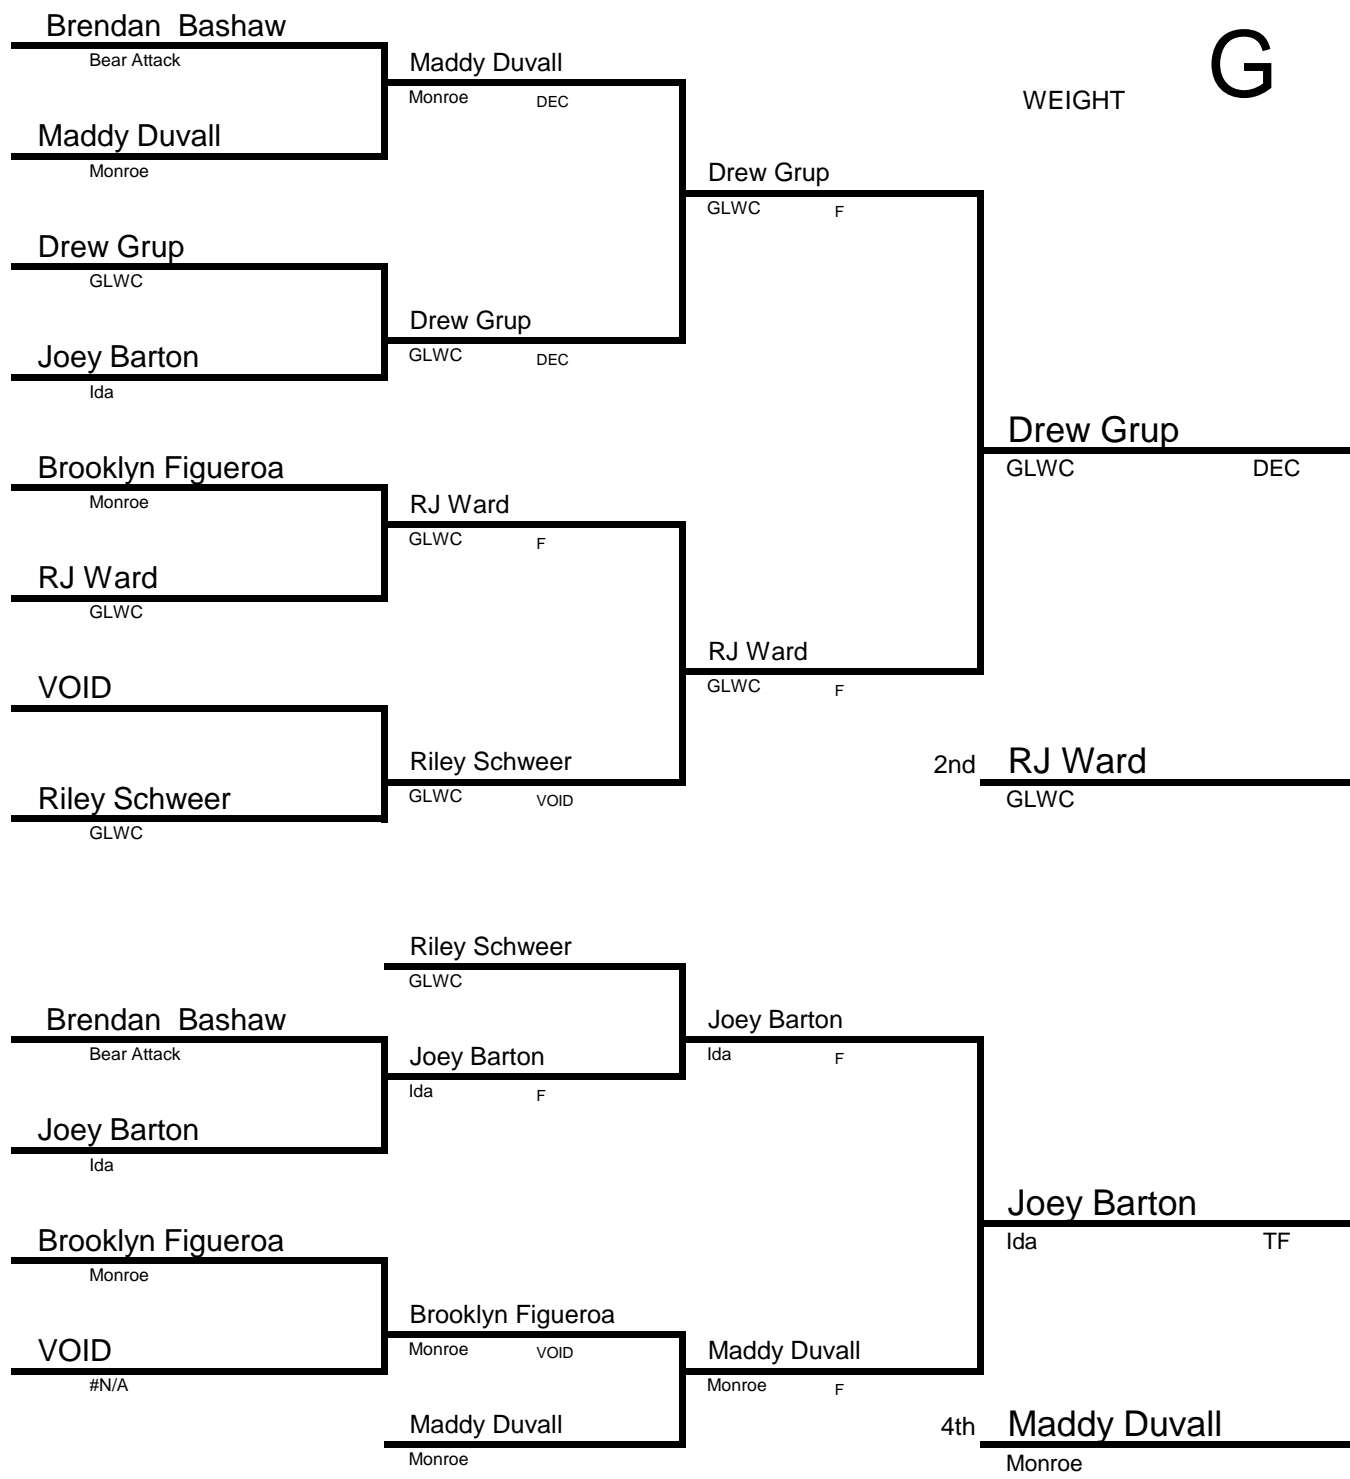 Brendan  Bashaw
Bear Attack
Maddy Duvall
Monroe DEC
G
WEIGHT
Maddy Duvall
Monroe
Drew Grup
GLWC F
Drew Grup
GLWC
Drew Grup
GLWC DEC
Joey Barton
Ida
Drew Grup
GLWC DEC
Brooklyn Figueroa
Monroe
RJ Ward
GLWC F
RJ Ward
GLWC
RJ Ward
GLWC F
VOID
Riley Schweer
GLWC VOID
2nd RJ Ward
GLWC
Riley Schweer
GLWC
Riley Schweer
GLWC
Brendan  Bashaw
Bear Attack
Joey Barton
Ida F
Joey Barton
Ida F
Joey Barton
Ida
Joey Barton
Ida TF
Brooklyn Figueroa
Monroe
Brooklyn Figueroa
Monroe VOID
VOID
#N/A
Maddy Duvall
Monroe F
Maddy Duvall
Monroe
4th Maddy Duvall
Monroe